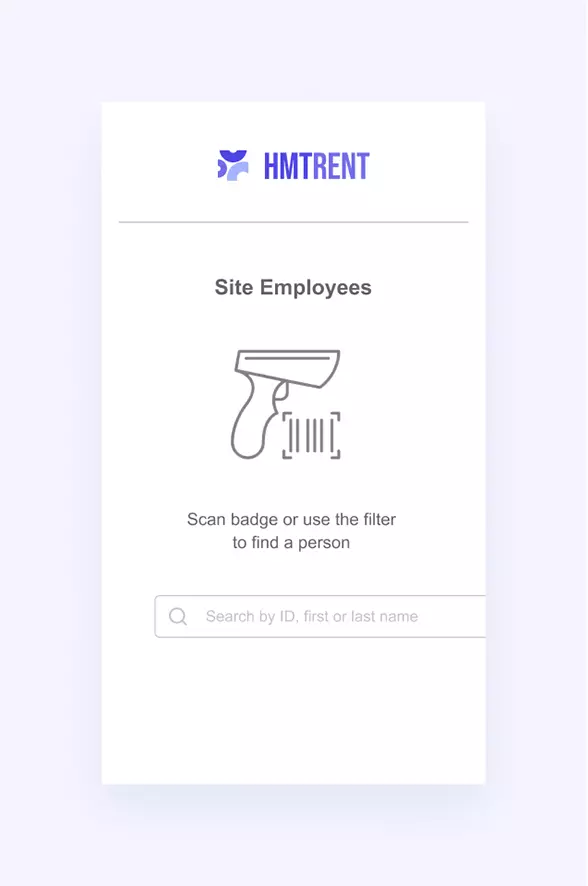 HMTRENT
Site Employees
Scan badge or use the filter
to find a person
Search by ID, first or last name